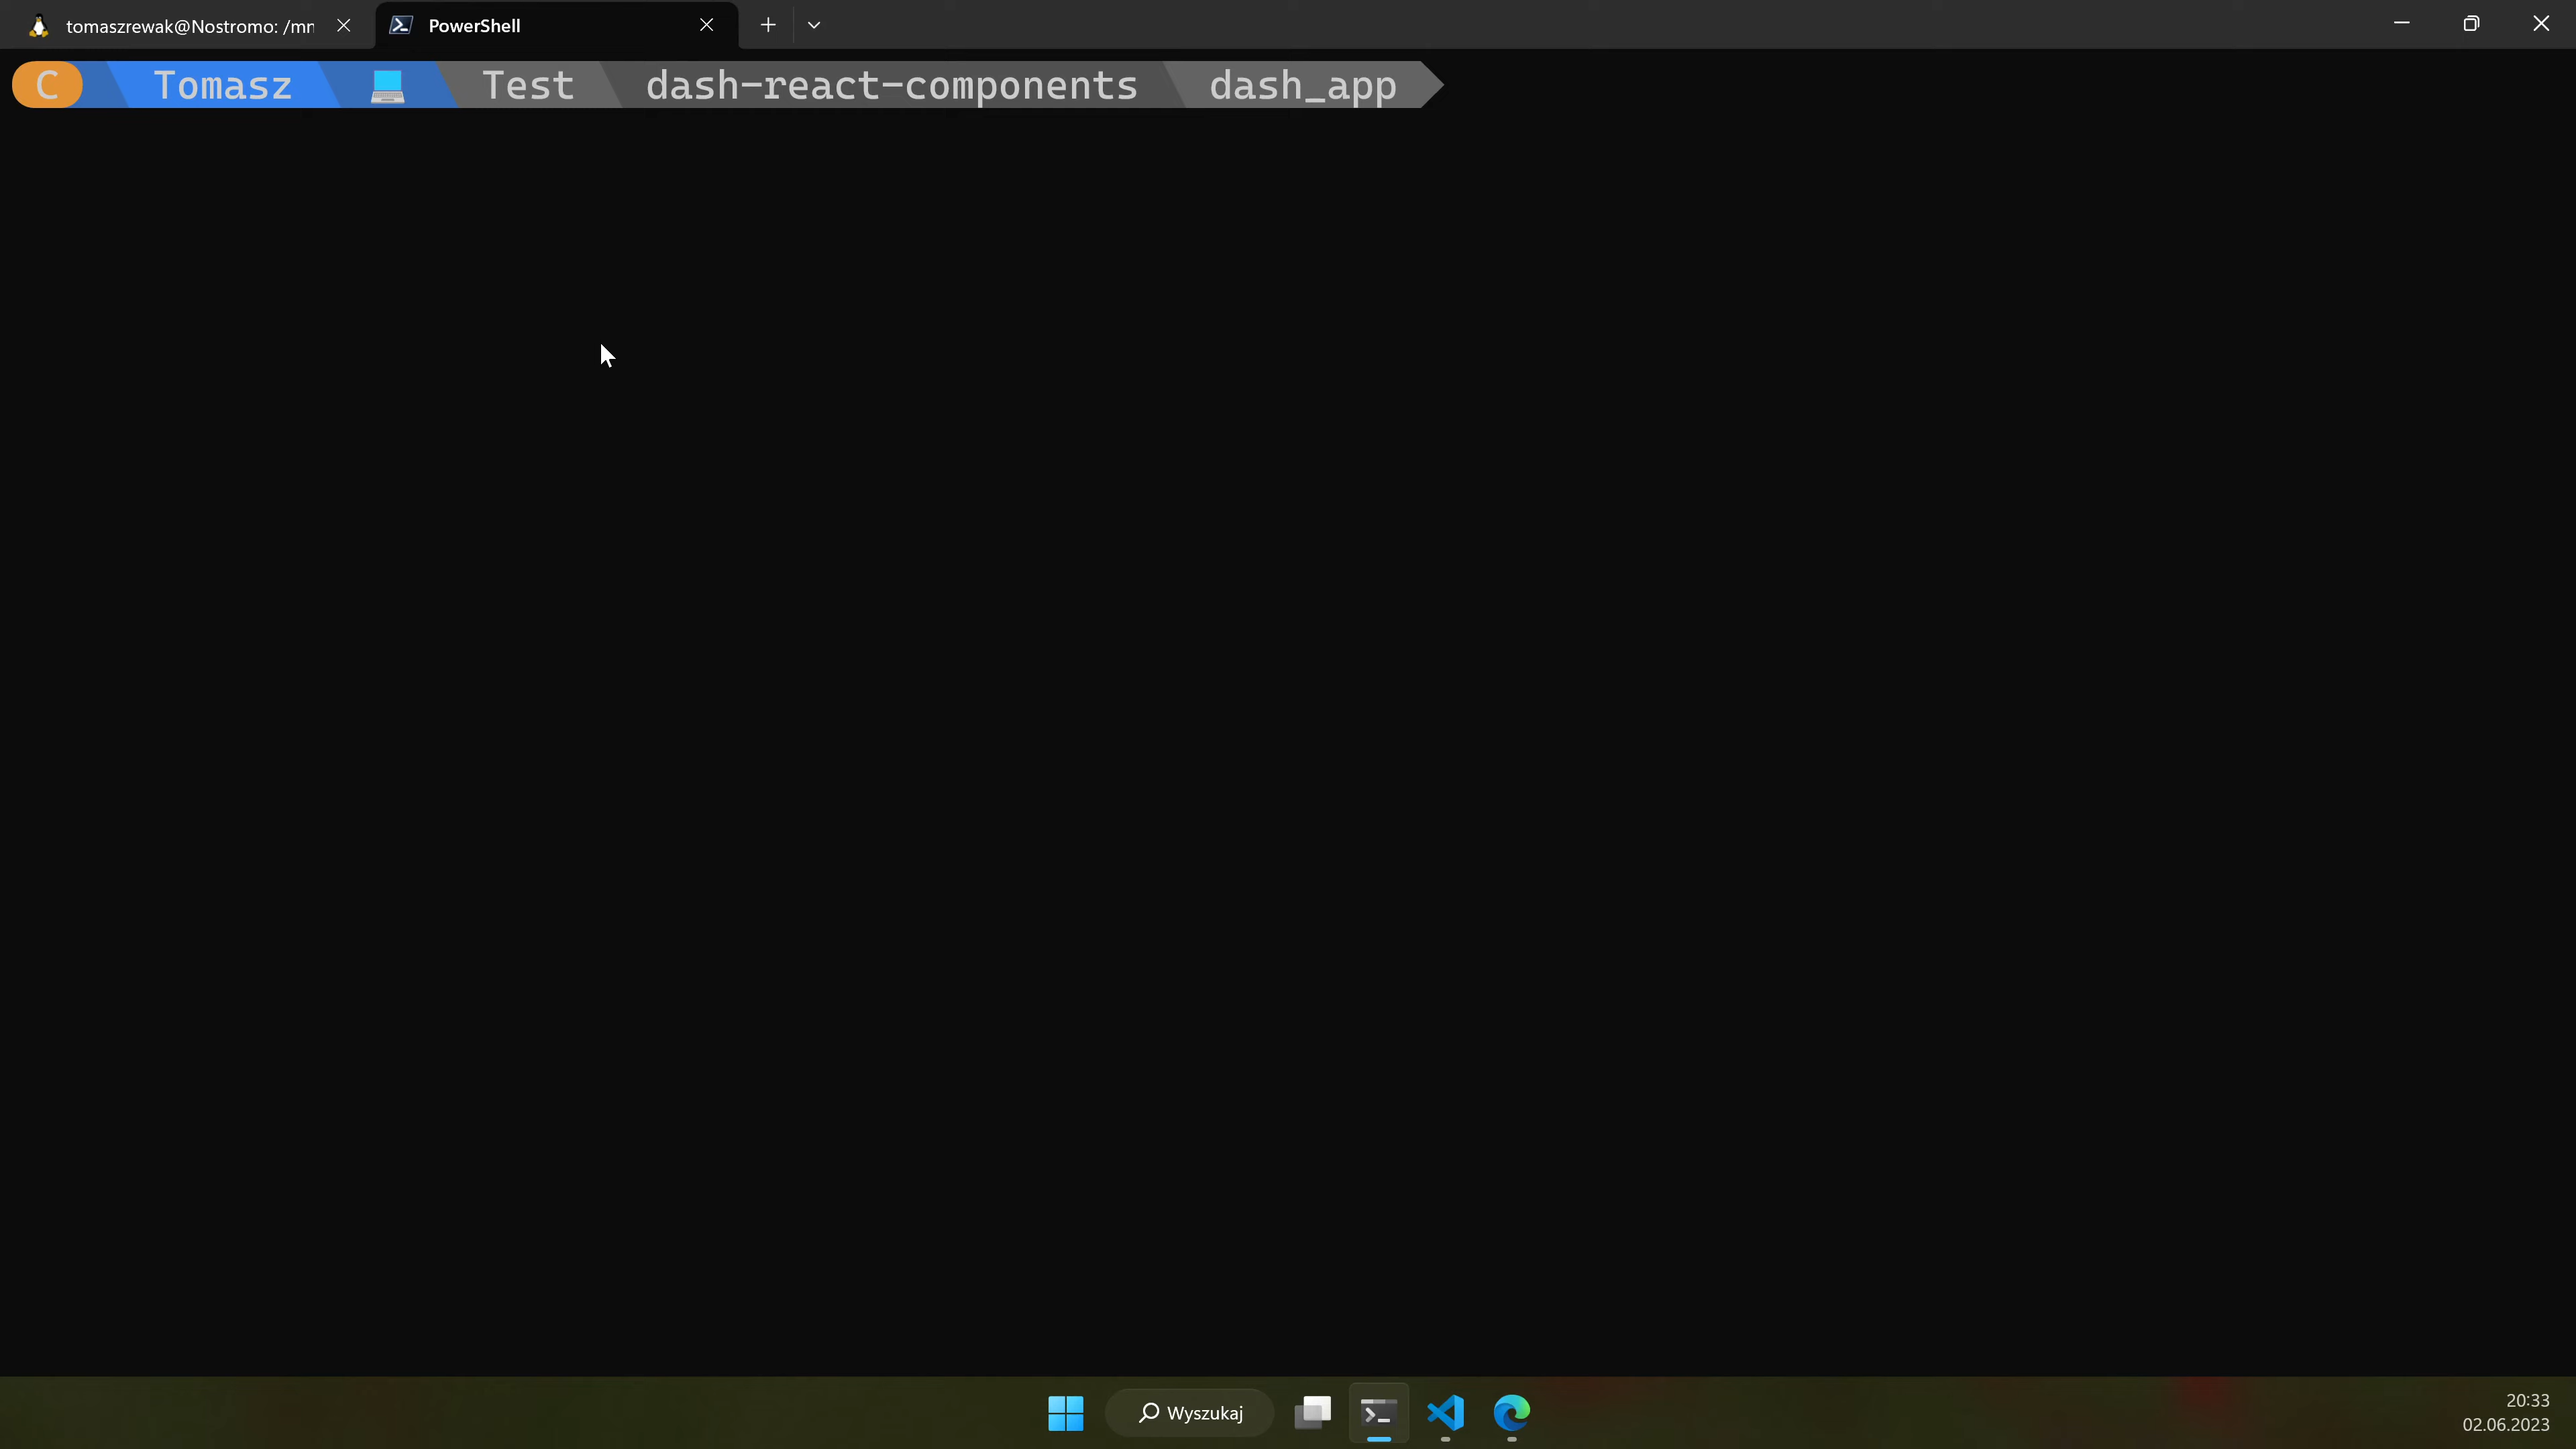 tomaszrewak@Nostromo: /mn
PowerShell
C Tomasz 💻 Test dash-react-components dash_app
Wyszukaj
20:33
02.06.2023